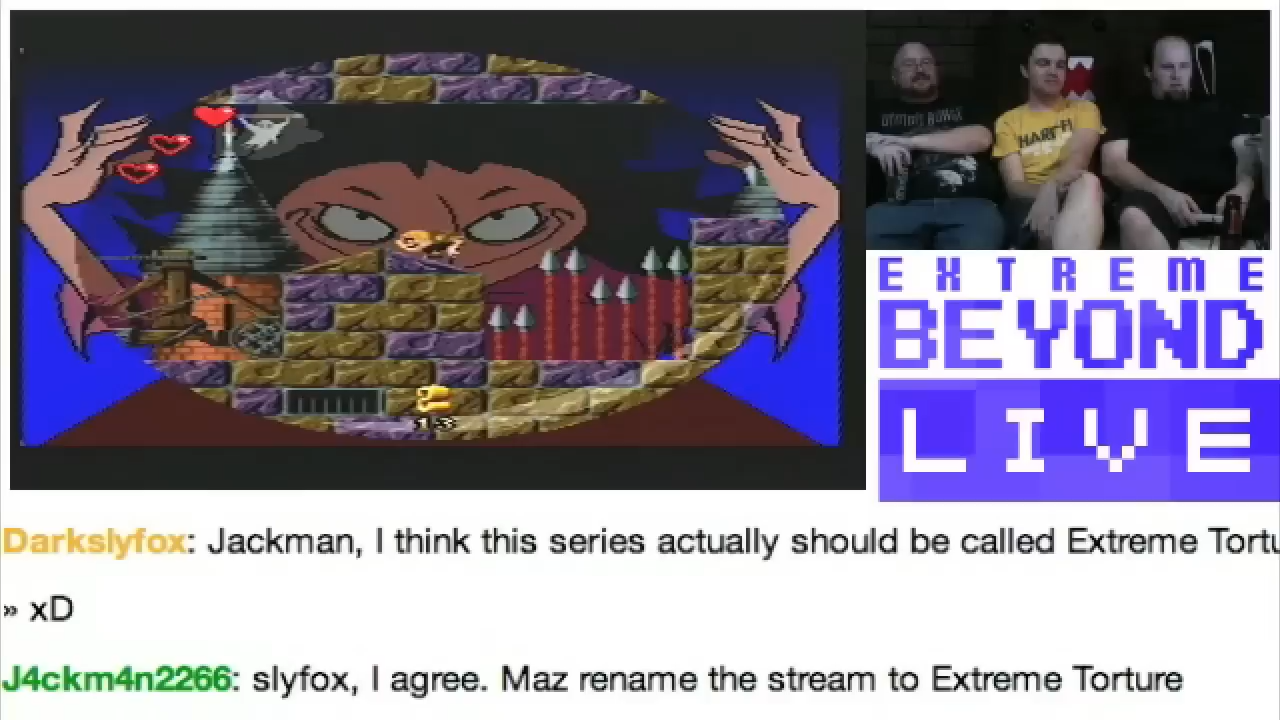 EXTREME
BEYOND
LIVE
Darkslyfox: Jackman, I think this series actually should be called Extreme Tortu
» xD
J4ckm4n2266: slyfox, I agree. Maz rename the stream to Extreme Torture